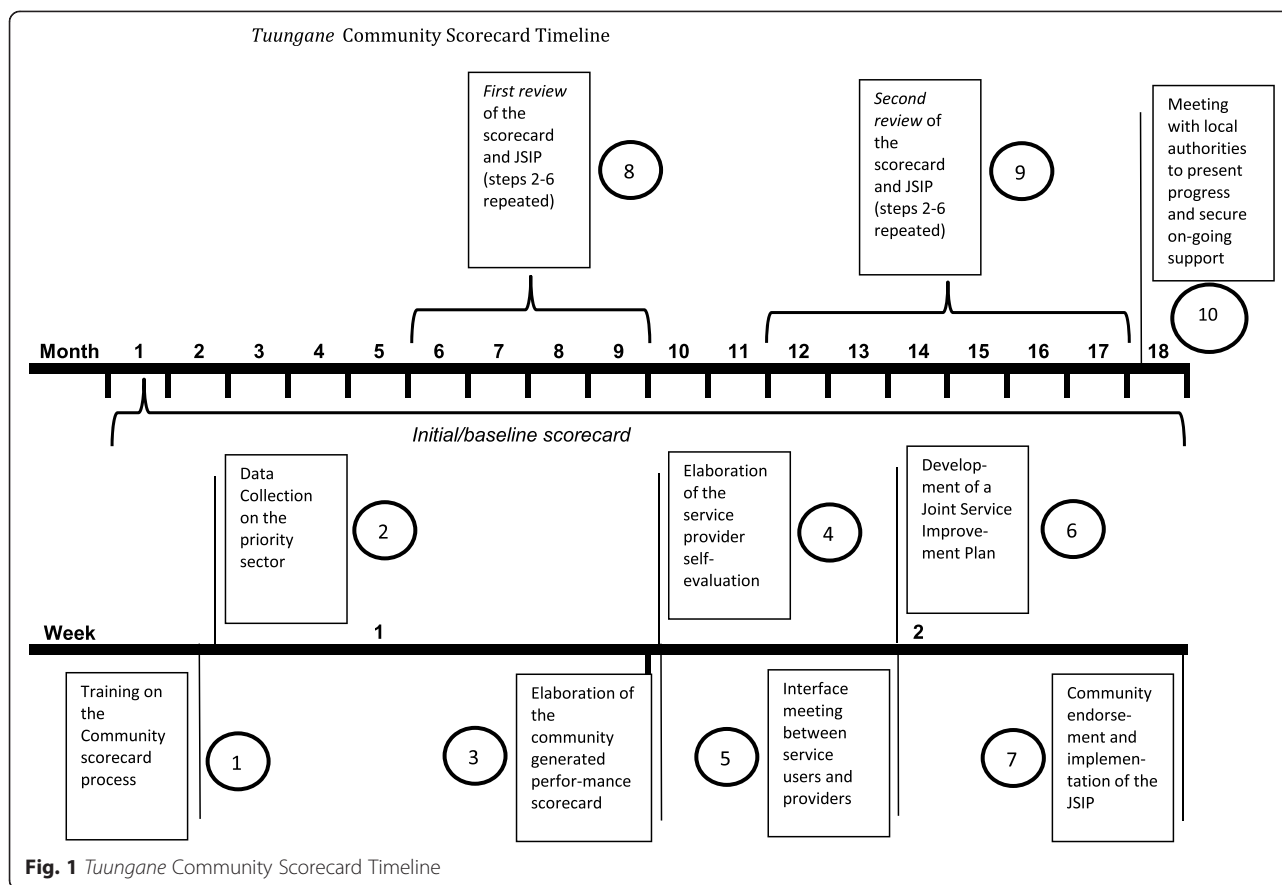 Tuungane Community Scorecard Timeline
First review
of the
scorecard
and JSIP
(steps 2-6
repeated)
8
Second
review of
the
scorecard
and JSIP
(steps 2-6
repeated)
9
Meeting
with local
authorities
to present
progress
and secure
on-going
support
10
Month 1 2 3 4 5 6 7 8 9 10 11 12 13 14 15 16 17 18
Initial/baseline scorecard
Data
Collection
on the
priority
sector
2
Elaboration
of the
service
provider
self-
evaluation
4
Develop-
ment of a
Joint Service
Improve-
ment Plan
6
Week 1 2
Training on
the
Community
scorecard
process
1
3
Elaboration of
the
community
generated
perfor-mance
scorecard
5
Interface
meeting
between
service
users and
providers
7
Community
endorse-
ment and
implemen-
tation of the
JSIP
Fig. 1 Tuungane Community Scorecard Timeline